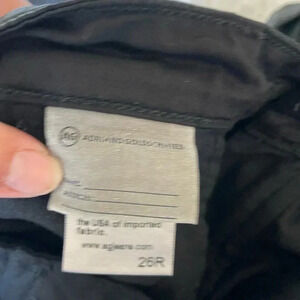 AG
ADRIANO GOLDSCHMIED
the USA of imported
fabric.
www.agjeans.com
26R